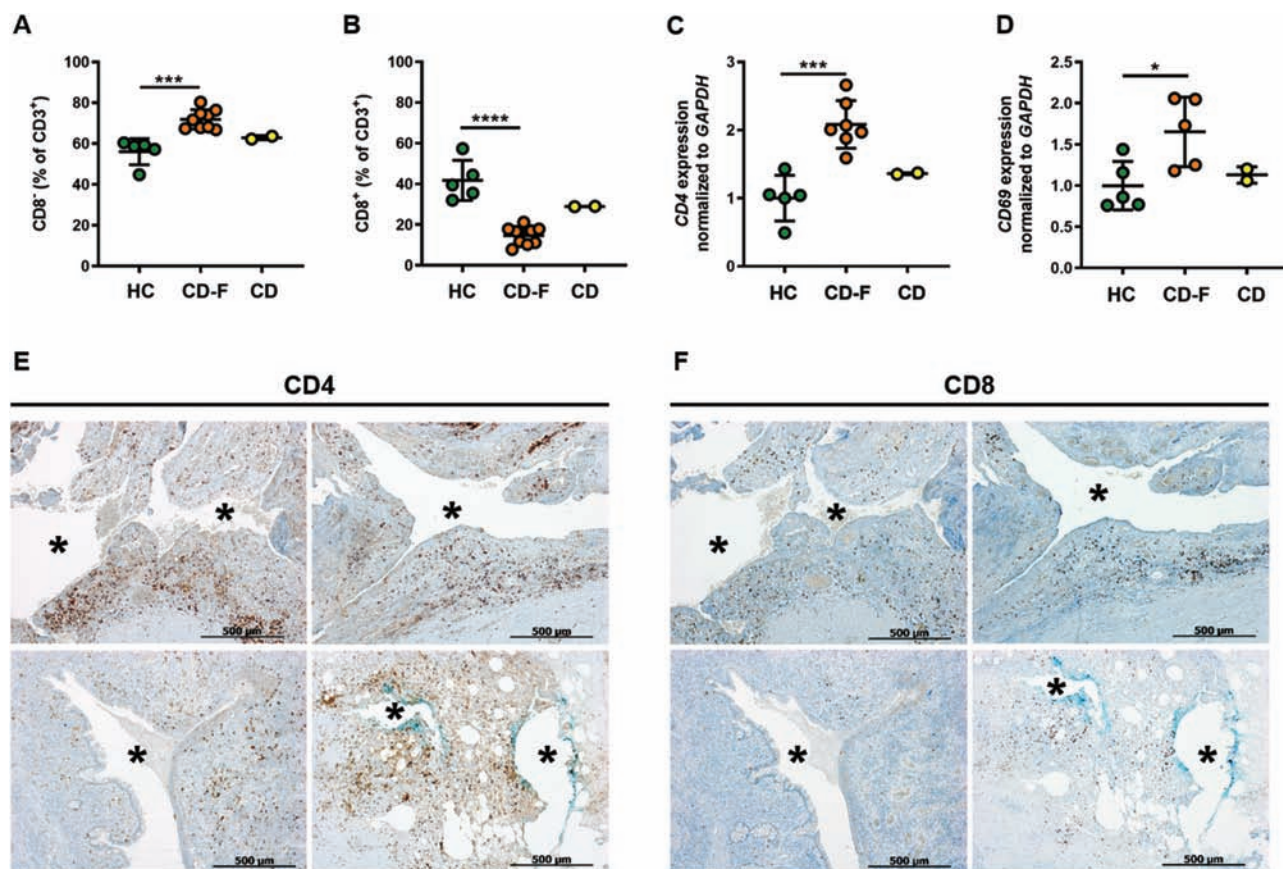 A
CD8⁻ (% of CD3⁺)
100
80
60
40
20
0
***
HC
CD-F
CD
B
CD8⁺ (% of CD3⁺)
100
80
60
40
20
0
****
HC
CD-F
CD
C
CD4 expression
normalized to GAPDH
3
2
1
0
***
HC
CD-F
CD
D
CD69 expression
normalized to GAPDH
2.5
2.0
1.5
1.0
0.5
0.0
*
HC
CD-F
CD
E
CD4
*
*
500 µm
*
500 µm
*
500 µm
*
*
500 µm
F
CD8
*
*
500 µm
*
500 µm
*
500 µm
*
*
500 µm